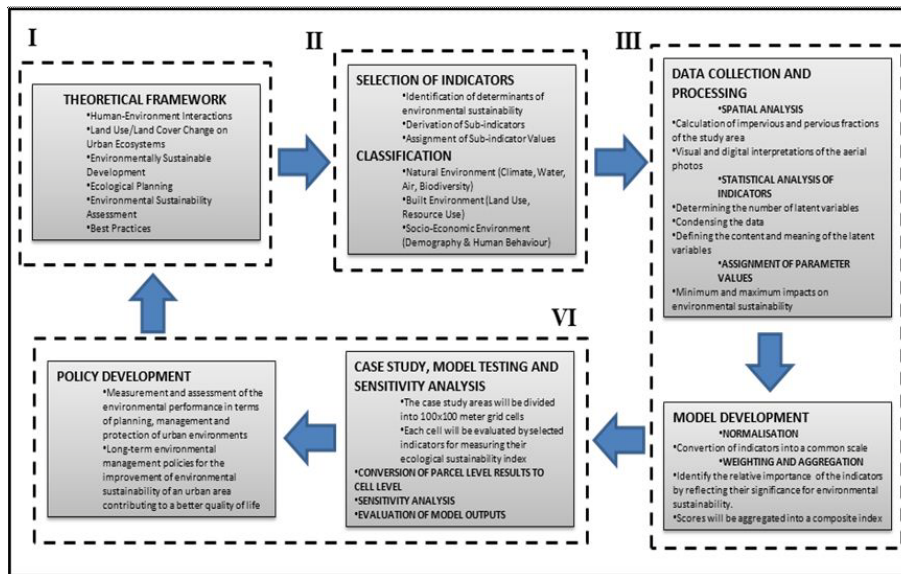 I
THEORETICAL FRAMEWORK
•Human-Environment Interactions
•Land Use/Land Cover Change on
Urban Ecosystems
•Environmentally Sustainable
Development
•Ecological Planning
•Environmental Sustainability
Assessment
•Best Practices
II
SELECTION OF INDICATORS
•Identification of determinants of
environmental sustainability
•Derivation of Sub-indicators
•Assignment of Sub-indicator Values
CLASSIFICATION
•Natural Environment (Climate, Water,
Air, Biodiversity)
•Built Environment (Land Use,
Resource Use)
•Socio-Economic Environment
(Demography & Human Behaviour)
III
DATA COLLECTION AND
PROCESSING
•SPATIAL ANALYSIS
•Calculation of impervious and pervious fractions
of the study area
•Visual and digital interpretations of the aerial
photos
•STATISTICAL ANALYSIS OF
INDICATORS
•Determining the number of latent variables
•Condensing the data
•Defining the content and meaning of the latent
variables
•ASSIGNMENT OF PARAMETER
VALUES
•Minimum and maximum impacts on
environmental sustainability
MODEL DEVELOPMENT
•NORMALISATION
•Convertion of indicators into a common scale
•WEIGHTING AND AGGREGATION
•Identify the relative importance of the indicators
by reflecting their significance for environmental
sustainability.
•Scores will be aggregated into a composite index
VI
CASE STUDY, MODEL TESTING AND
SENSITIVITY ANALYSIS
•The case study areas will be divided
into 100x100 meter grid cells
•Each cell will be evaluated by selected
indicators for measuring their
ecological sustainability index
•CONVERSION OF PARCEL LEVEL RESULTS TO
CELL LEVEL
•SENSITIVITY ANALYSIS
•EVALUATION OF MODEL OUTPUTS
POLICY DEVELOPMENT
•Measurement and assessment of the
environmental performance in terms
of planning, management and
protection of urban environments
•Long-term environmental
management policies for the
improvement of environmental
sustainability of an urban area
contributing to a better quality of life